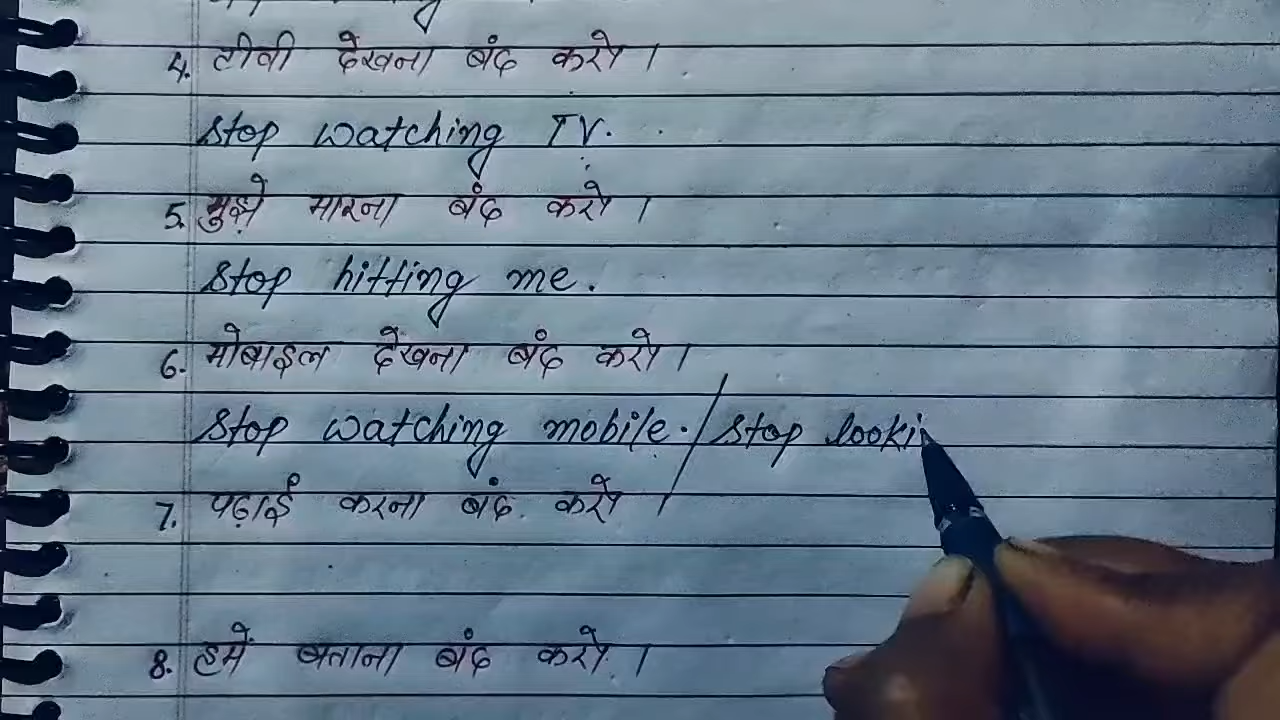 4. टीवी देखना बंद करो।
Stop watching TV.
5. मुझे मारना बंद करो।
Stop hitting me.
6. मोबाइल देखना बंद करो।
Stop watching mobile. / Stop looki
7. पढ़ाई करना बंद करो।
8. हमें बताना बंद करो।